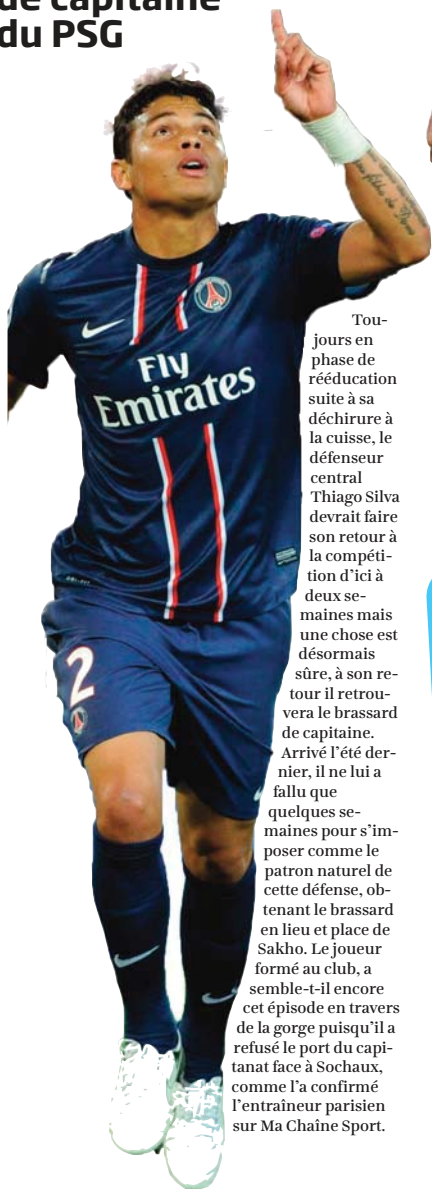 de capitaine
du PSG
Fly
Emirates
2
Tou-
jours en
phase de
rééducation
suite à sa
déchirure à
la cuisse, le
défenseur
central
Thiago Silva
devrait faire
son retour à
la compéti-
tion d'ici à
deux se-
maines mais
une chose est
désormais
sûre, à son re-
tour il retrou-
vera le brassard
de capitaine.
Arrivé l'été der-
nier, il ne lui a
fallu que
quelques se-
maines pour s'im-
poser comme le
patron naturel de
cette défense, ob-
tenant le brassard
en lieu et place de
Sakho. Le joueur
formé au club, a
semble-t-il encore
cet épisode en travers
de la gorge puisqu'il a
refusé le port du capi-
tanat face à Sochaux,
comme l'a confirmé
l'entraîneur parisien
sur Ma Chaîne Sport.